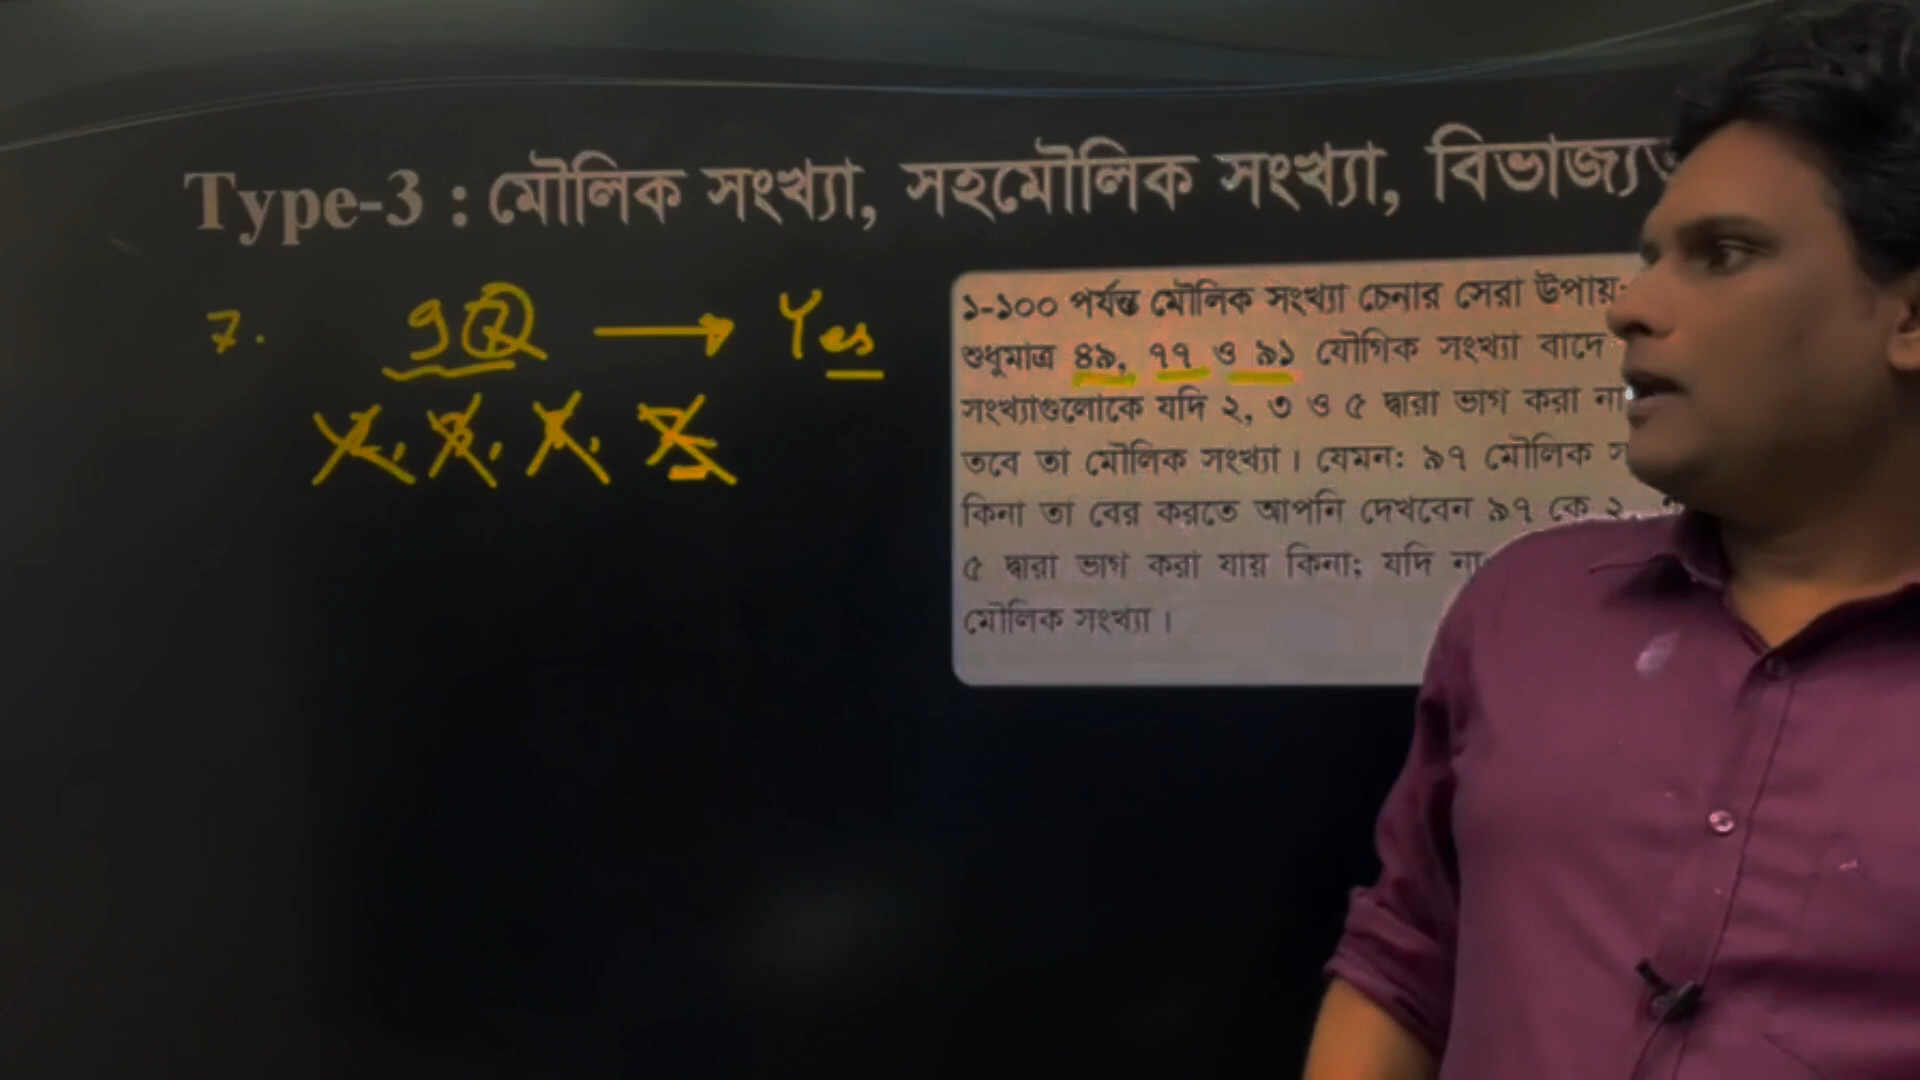 Type-3 : মৌলিক সংখ্যা, সহমৌলিক সংখ্যা,
7. 97 → Yes
১-১০০ পর্যন্ত মৌলিক সংখ্যা চেনার সেরা উপায়:
শুধুমাত্র ৪৯, ৭৭ ও ৯১ যৌগিক সংখ্যা বাদে
সংখ্যাগুলোকে যদি ২, ৩ ও ৫ দ্বারা ভাগ করা না
তবে তা মৌলিক সংখ্যা। যেমন: ৯৭ মৌলিক
কিনা তা বের করতে আপনি দেখবেন ৯৭ কে ২,
৫ দ্বারা ভাগ করা যায় কিনা; যদি না
মৌলিক সংখ্যা।